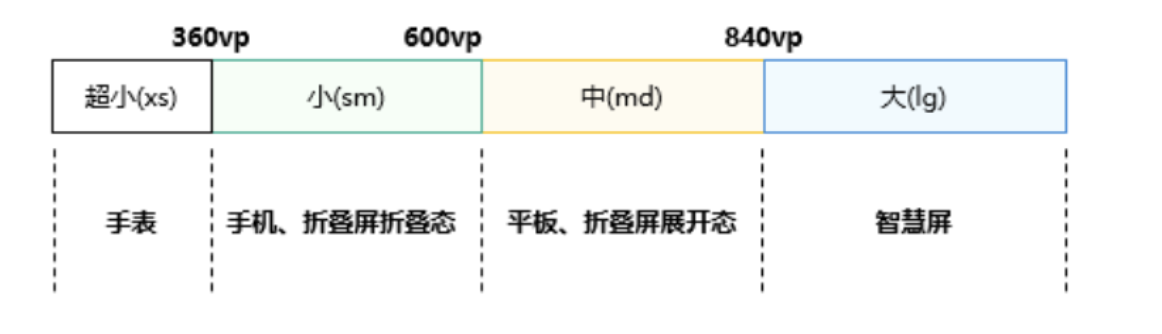 360vp 600vp 840vp
超小(xs) 小(sm) 中(md) 大(lg)
手表 手机、折叠屏折叠态 平板、折叠屏展开态 智慧屏